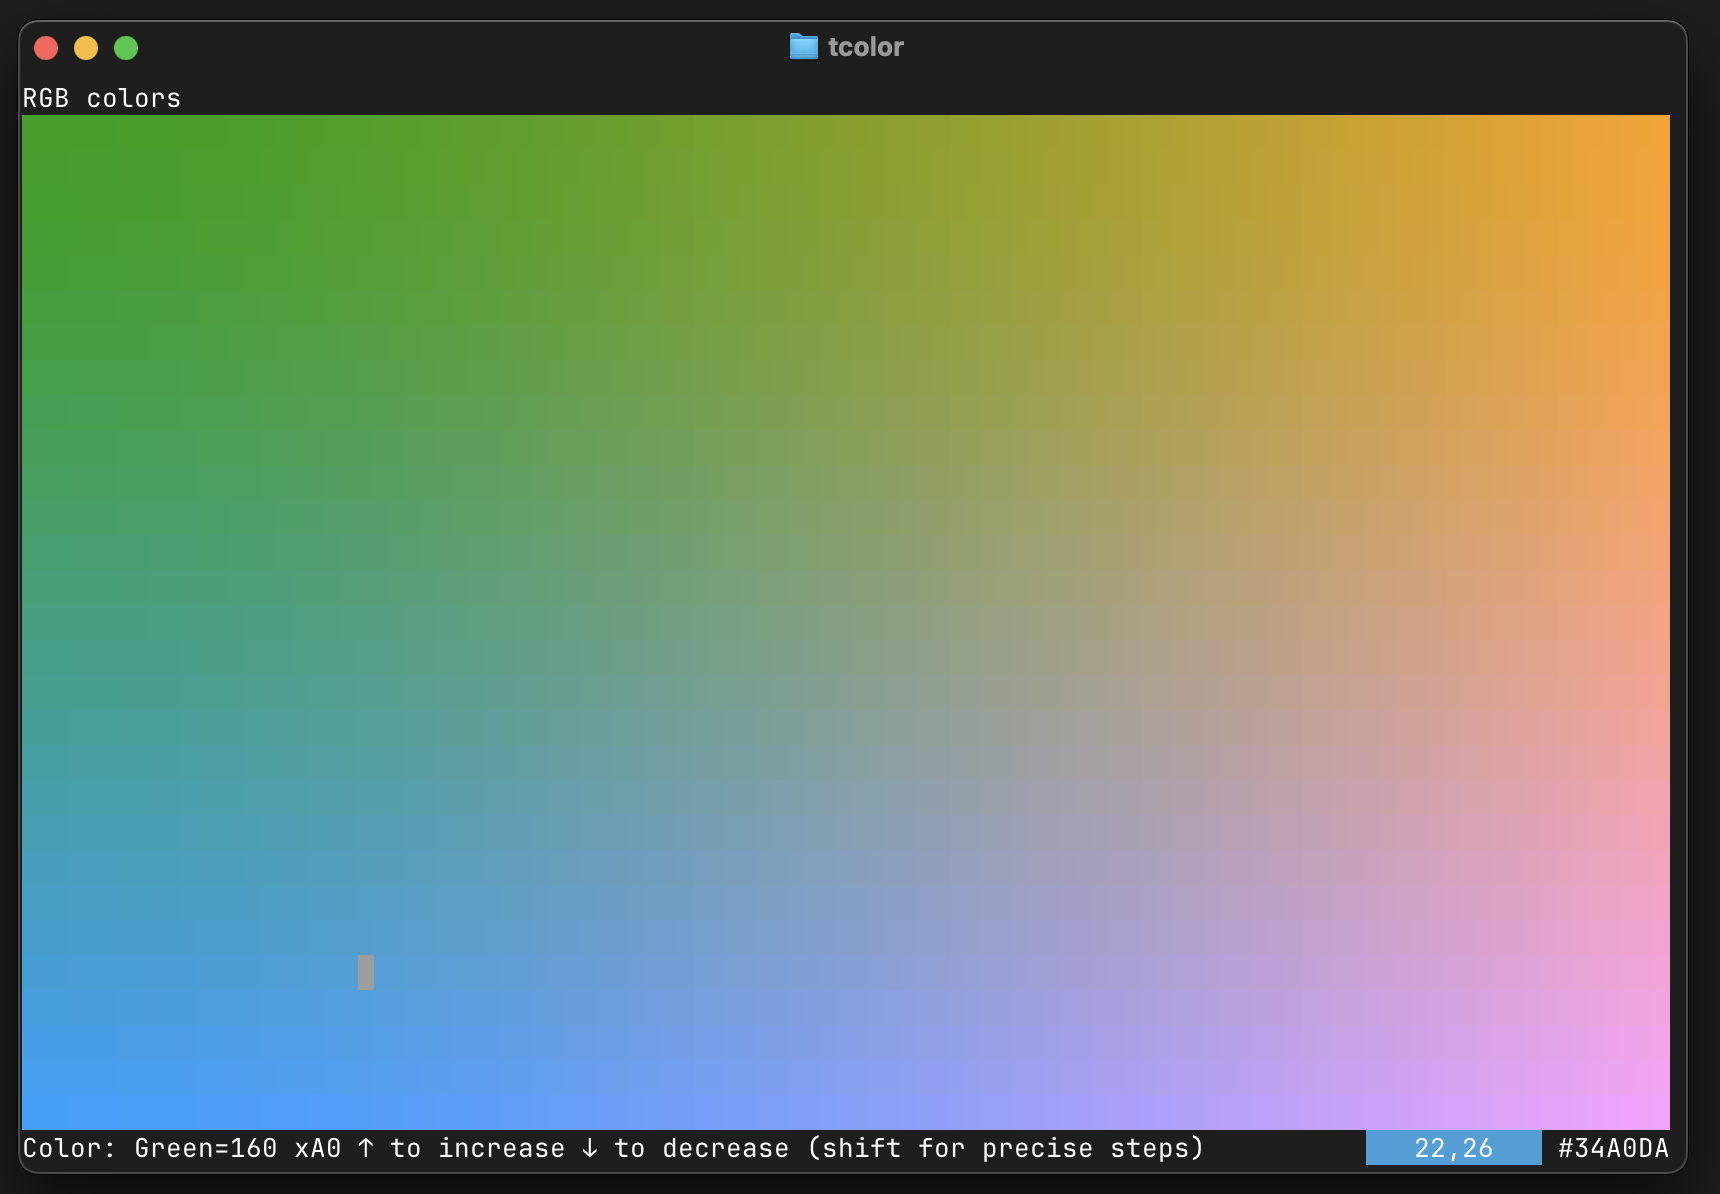 tcolor
RGB colors
Color: Green=160 xA0 ↑ to increase ↓ to decrease (shift for precise steps) 22,26 #34A0DA